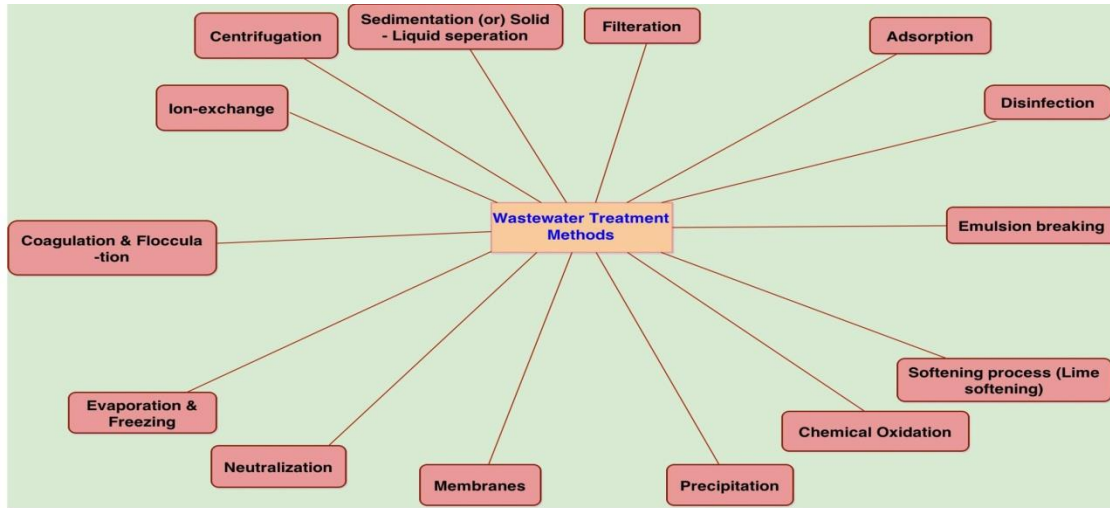 Centrifugation
Sedimentation (or) Solid
- Liquid seperation
Filteration
Adsorption
Ion-exchange
Disinfection
Wastewater Treatment
Methods
Emulsion breaking
Coagulation & Floccula
-tion
Softening process (Lime
softening)
Evaporation &
Freezing
Chemical Oxidation
Neutralization
Membranes
Precipitation